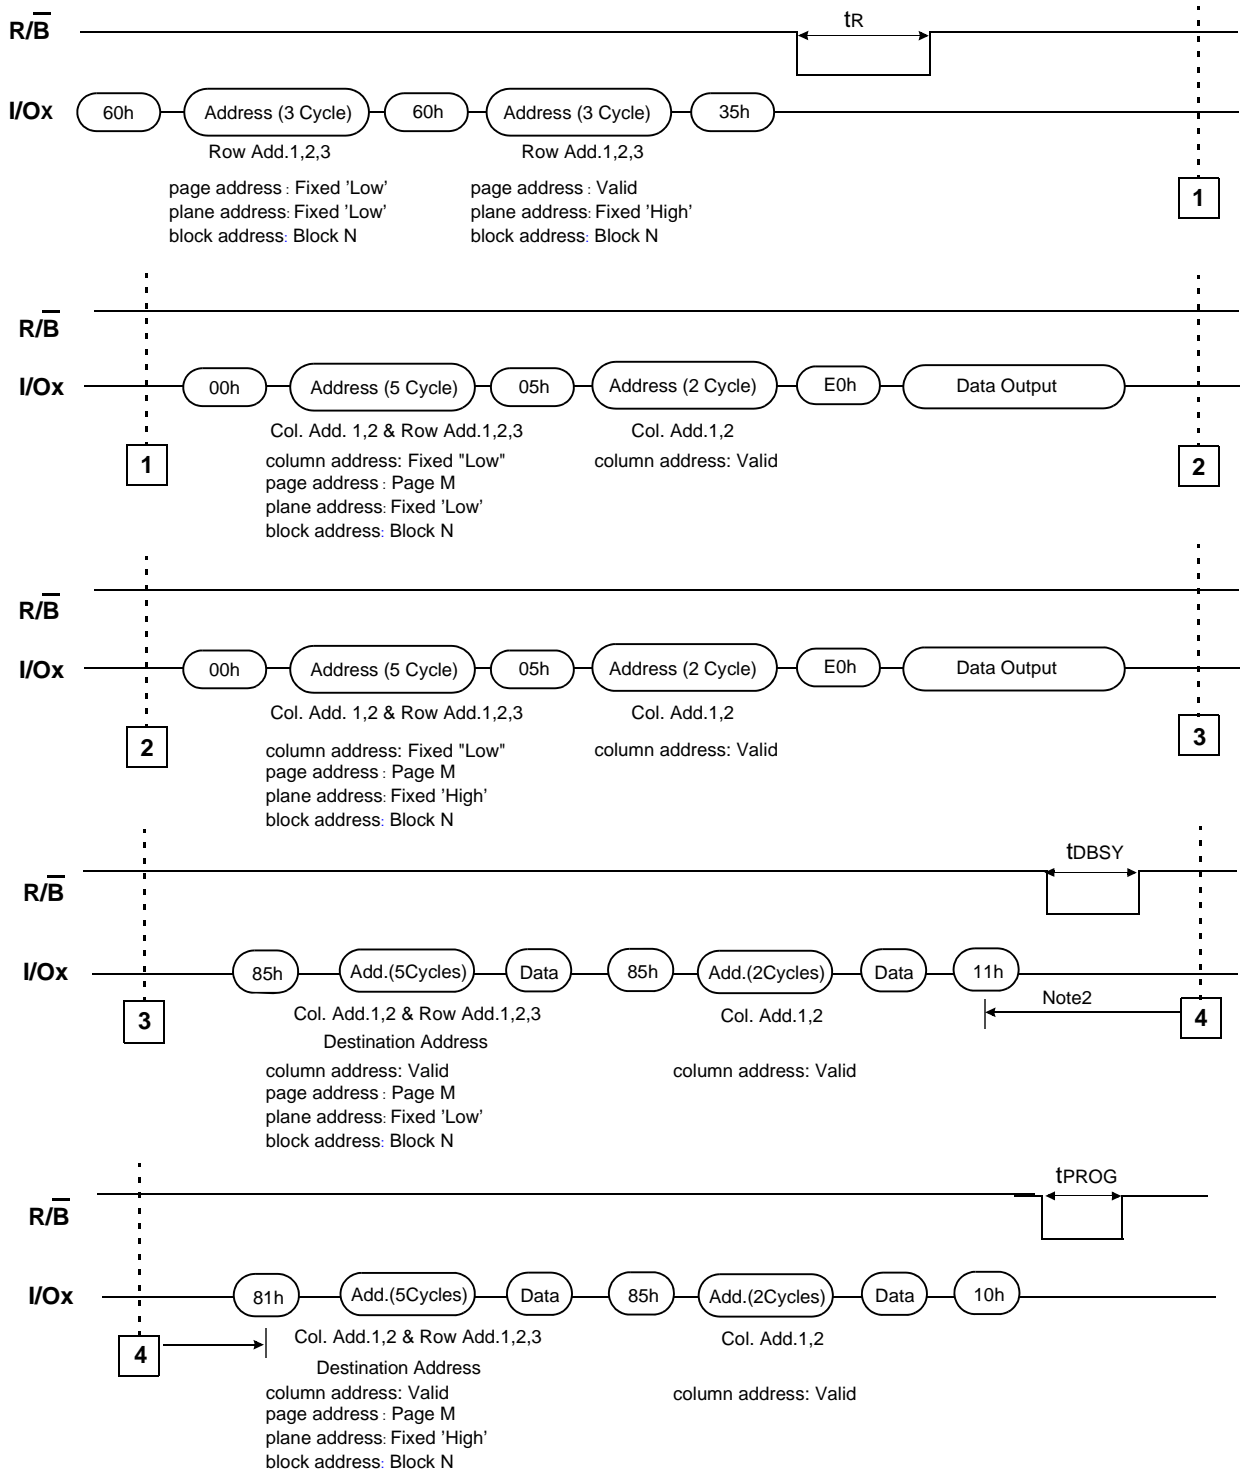 tR
R/B
I/Ox
60h Address (3 Cycle) 60h Address (3 Cycle) 35h
Row Add.1,2,3 Row Add.1,2,3
page address : Fixed 'Low' page address : Valid
plane address: Fixed 'Low' plane address: Fixed 'High'
block address: Block N block address: Block N
1
R/B
I/Ox
00h Address (5 Cycle) 05h Address (2 Cycle) E0h Data Output
Col. Add. 1,2 & Row Add.1,2,3 Col. Add.1,2
1 2
column address: Fixed "Low" column address: Valid
page address : Page M
plane address: Fixed 'Low'
block address: Block N
R/B
I/Ox
00h Address (5 Cycle) 05h Address (2 Cycle) E0h Data Output
Col. Add. 1,2 & Row Add.1,2,3 Col. Add.1,2
2 3
column address: Fixed "Low" column address: Valid
page address : Page M
plane address: Fixed 'High'
block address: Block N
tDBSY
R/B
I/Ox
85h Add.(5Cycles) Data 85h Add.(2Cycles) Data 11h
Note2
3 4
Col. Add.1,2 & Row Add.1,2,3 Col. Add.1,2
Destination Address
column address: Valid column address: Valid
page address : Page M
plane address: Fixed 'Low'
block address: Block N
tPROG
R/B
I/Ox
81h Add.(5Cycles) Data 85h Add.(2Cycles) Data 10h
4
Col. Add.1,2 & Row Add.1,2,3 Col. Add.1,2
Destination Address
column address: Valid column address: Valid
page address : Page M
plane address: Fixed 'High'
block address: Block N